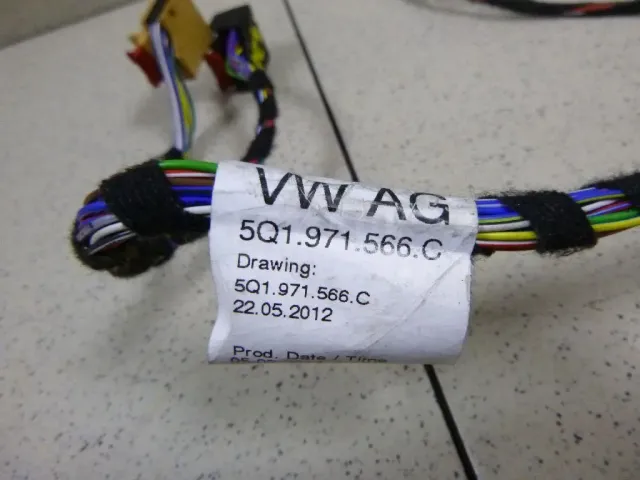 VW AG
5Q1.971.566.C
Drawing:
5Q1.971.566.C
22.05.2012
Prod. Date / Time